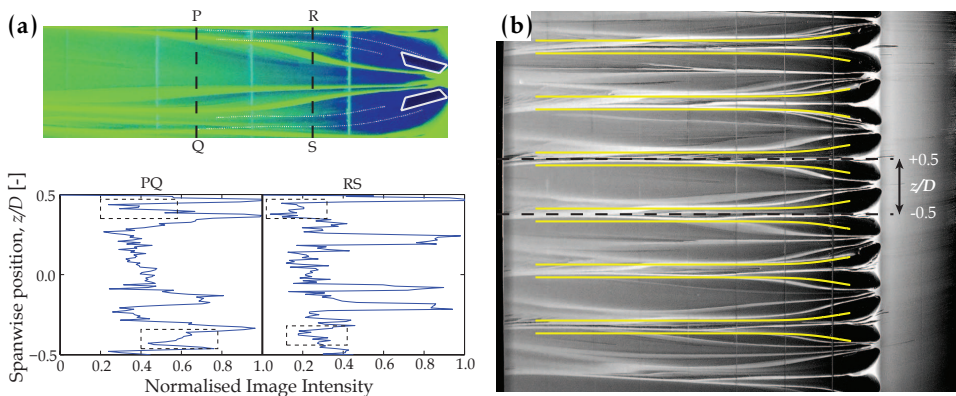 (a)
P
R
Q
S
PQ
RS
Spanwise position, z/D [-]
0.5
0.0
−0.5
0
0.2
0.4
0.6
0.8
1.0
0.2
0.4
0.6
0.8
1.0
Normalised Image Intensity
(b)
+0.5
z/D
-0.5